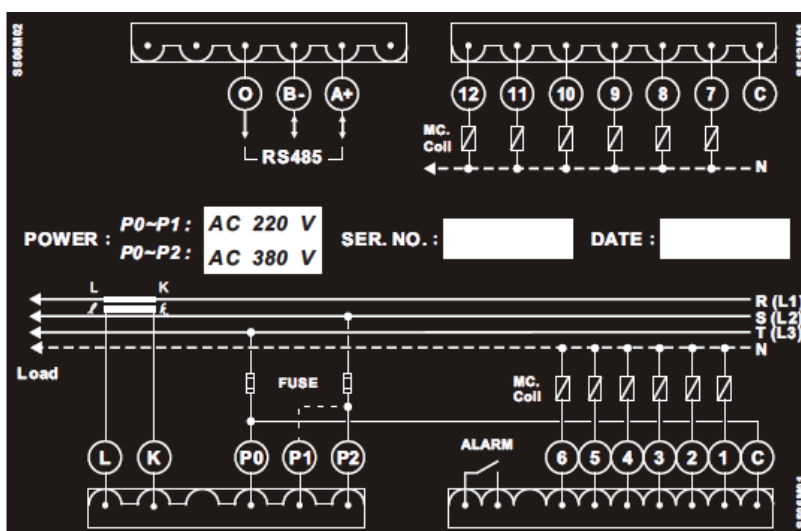 S506M02
S513M01
O B- A+
12 11 10 9 8 7 C
MC.
Coil
RS485
N
POWER : P0~P1 : AC 220 V SER. NO. : DATE :
P0~P2 : AC 380 V
L K
R (L1)
S (L2)
T (L3)
N
Load
FUSE
MC.
Coil
ALARM
L K P0 P1 P2 6 5 4 3 2 1 C